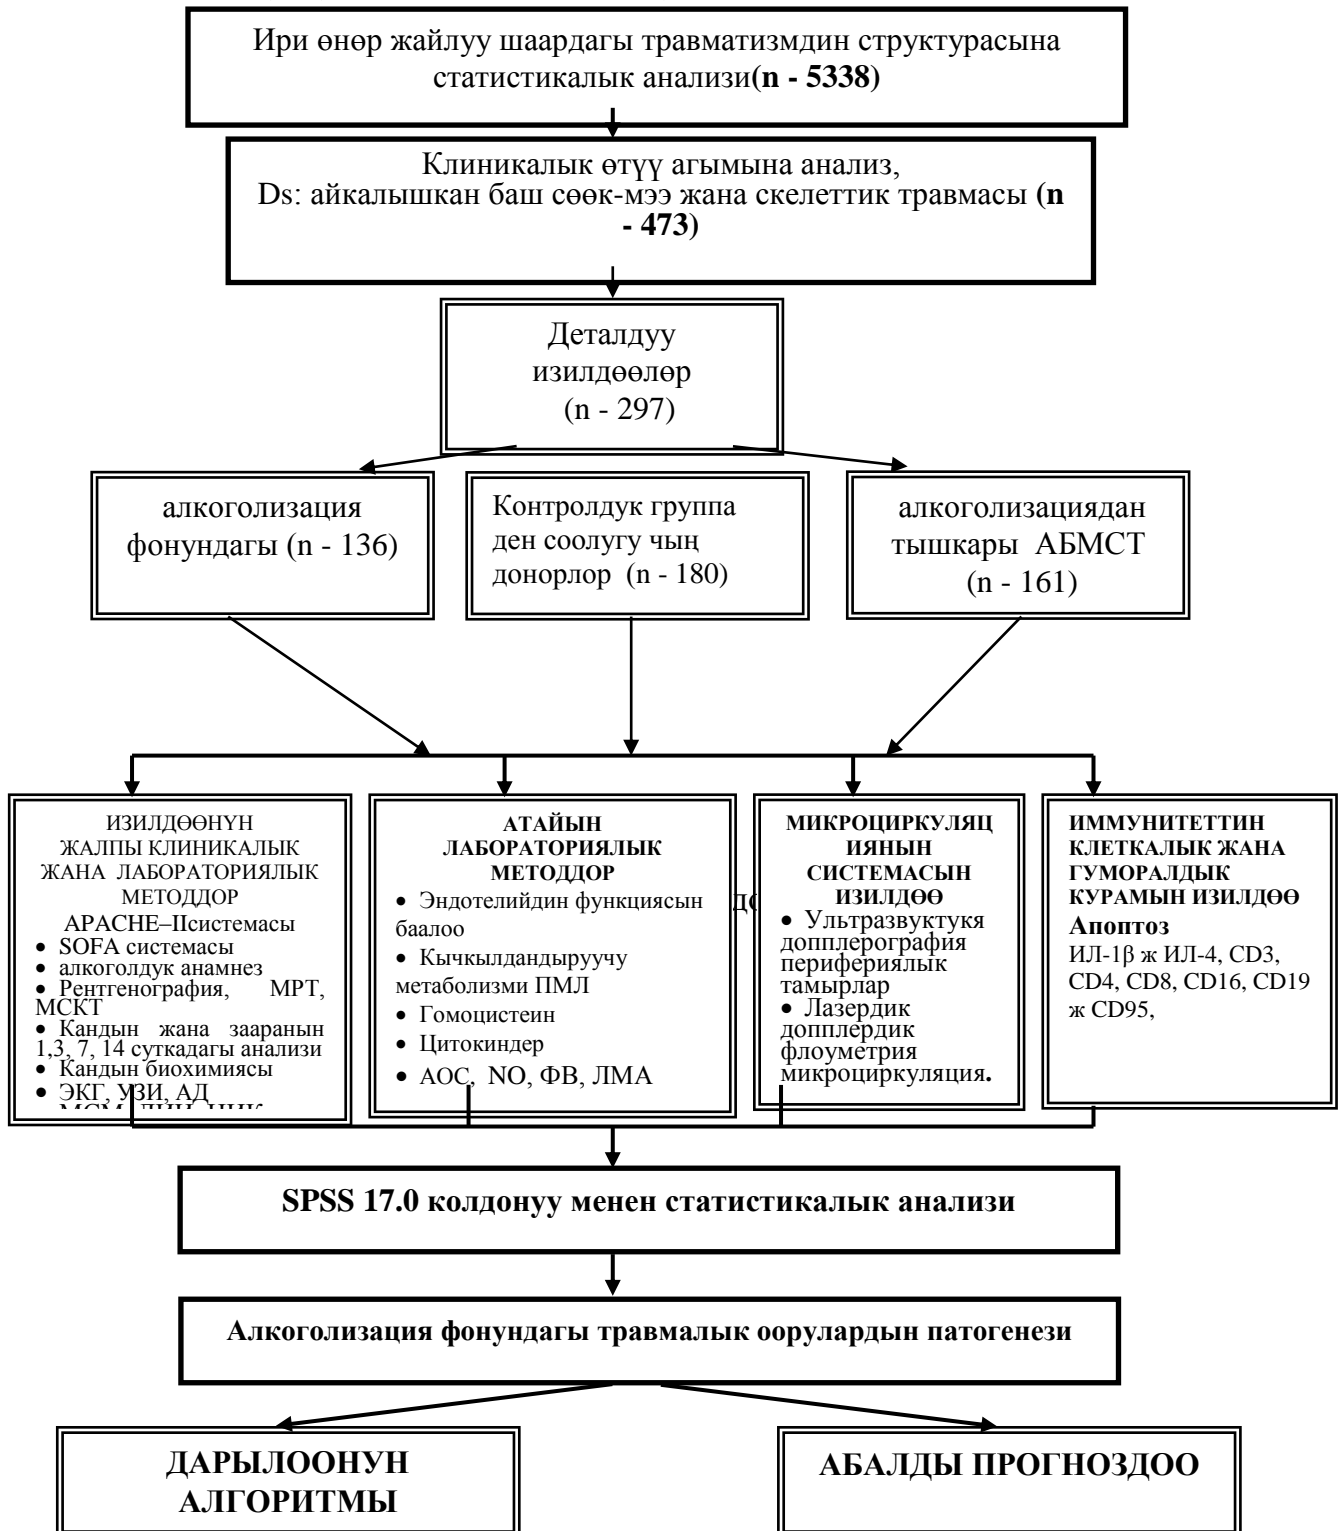 Ири өнөр жайлуу шаардагы травматизмдин структурасына
статистикалык анализи(n - 5338)
Клиникалык өтүү агымына анализ,
Ds: айкалышкан баш сөөк-мээ жана скелеттик травмасы (n
- 473)
Деталдуу
изилдөөлөр
(n - 297)
алкоголизация
фонундагы (n - 136)
Контролдук группа
ден соолугу чың
донорлор (n - 180)
алкоголизациядан
тышкары АБМСТ
(n - 161)
ИЗИЛДӨӨНҮН
ЖАЛПЫ КЛИНИКАЛЫК
ЖАНА ЛАБОРАТОРИЯЛЫК
МЕТОДДОР
APACHE–IIсистемасы
• SOFA системасы
• алкоголдук анамнез
• Рентгенография, МРТ,
МСКТ
• Кандын жана зааранын
1,3, 7, 14 суткадагы анализи
• Кандын биохимиясы
• ЭКГ, УЗИ, АД
АТАЙЫН
ЛАБОРАТОРИЯЛЫК
МЕТОДДОР
• Эндотелийдин функциясын
баалоо
• Кычкылдандыруучу
метаболизми ПМЛ
• Гомоцистеин
• Цитокиндер
• АОС, NO, ФВ, ЛМА
МИКРОЦИРКУЛЯЦ
ИЯНЫН
СИСТЕМАСЫН
ИЗИЛДӨӨ
• Ультразвуктукя
допплерография
перифериялык
тамырлар
• Лазердик
допплердик
флоуметрия
микроциркуляция.
ИММУНИТЕТТИН
КЛЕТКАЛЫК ЖАНА
ГУМОРАЛДЫК
КУРАМЫН ИЗИЛДӨӨ
Апоптоз
ИЛ-1β ж ИЛ-4, CD3,
CD4, CD8, CD16, CD19
ж CD95,
SPSS 17.0 колдонуу менен статистикалык анализи
Алкоголизация фонундагы травмалык оорулардын патогенези
ДАРЫЛООНУН
АЛГОРИТМЫ
АБАЛДЫ ПРОГНОЗДОО